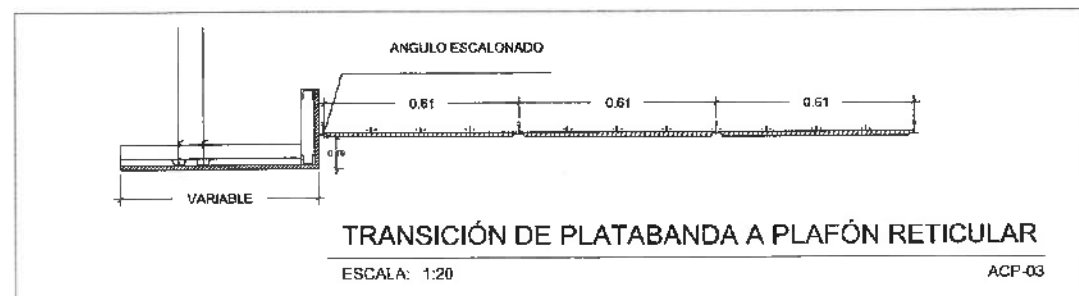 ANGULO ESCALONADO
0.61 0.61 0.61
VARIABLE
TRANSICIÓN DE PLATABANDA A PLAFÓN RETICULAR
ESCALA: 1:20 ACP-03